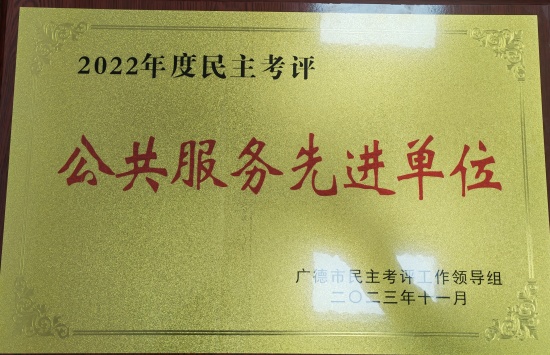 2022年度民主考评
公共服务先进单位
广德市民主考评工作领导组
二〇二三年十一月